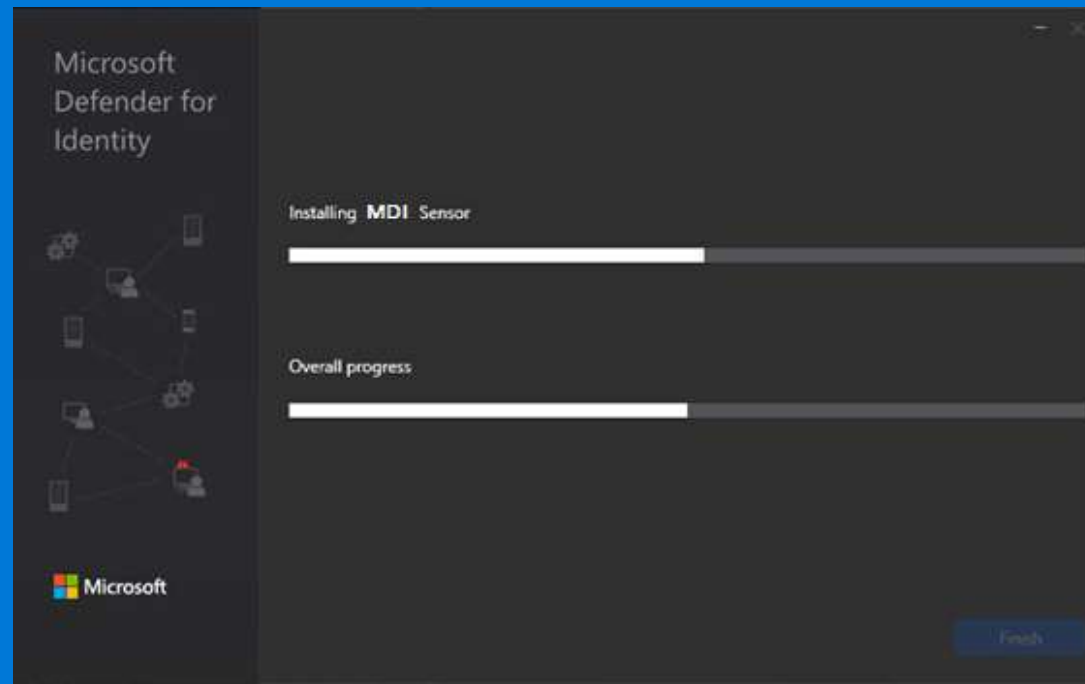 Microsoft
Defender for
Identity
Installing MDI Sensor
Overall progress
Microsoft
Finish